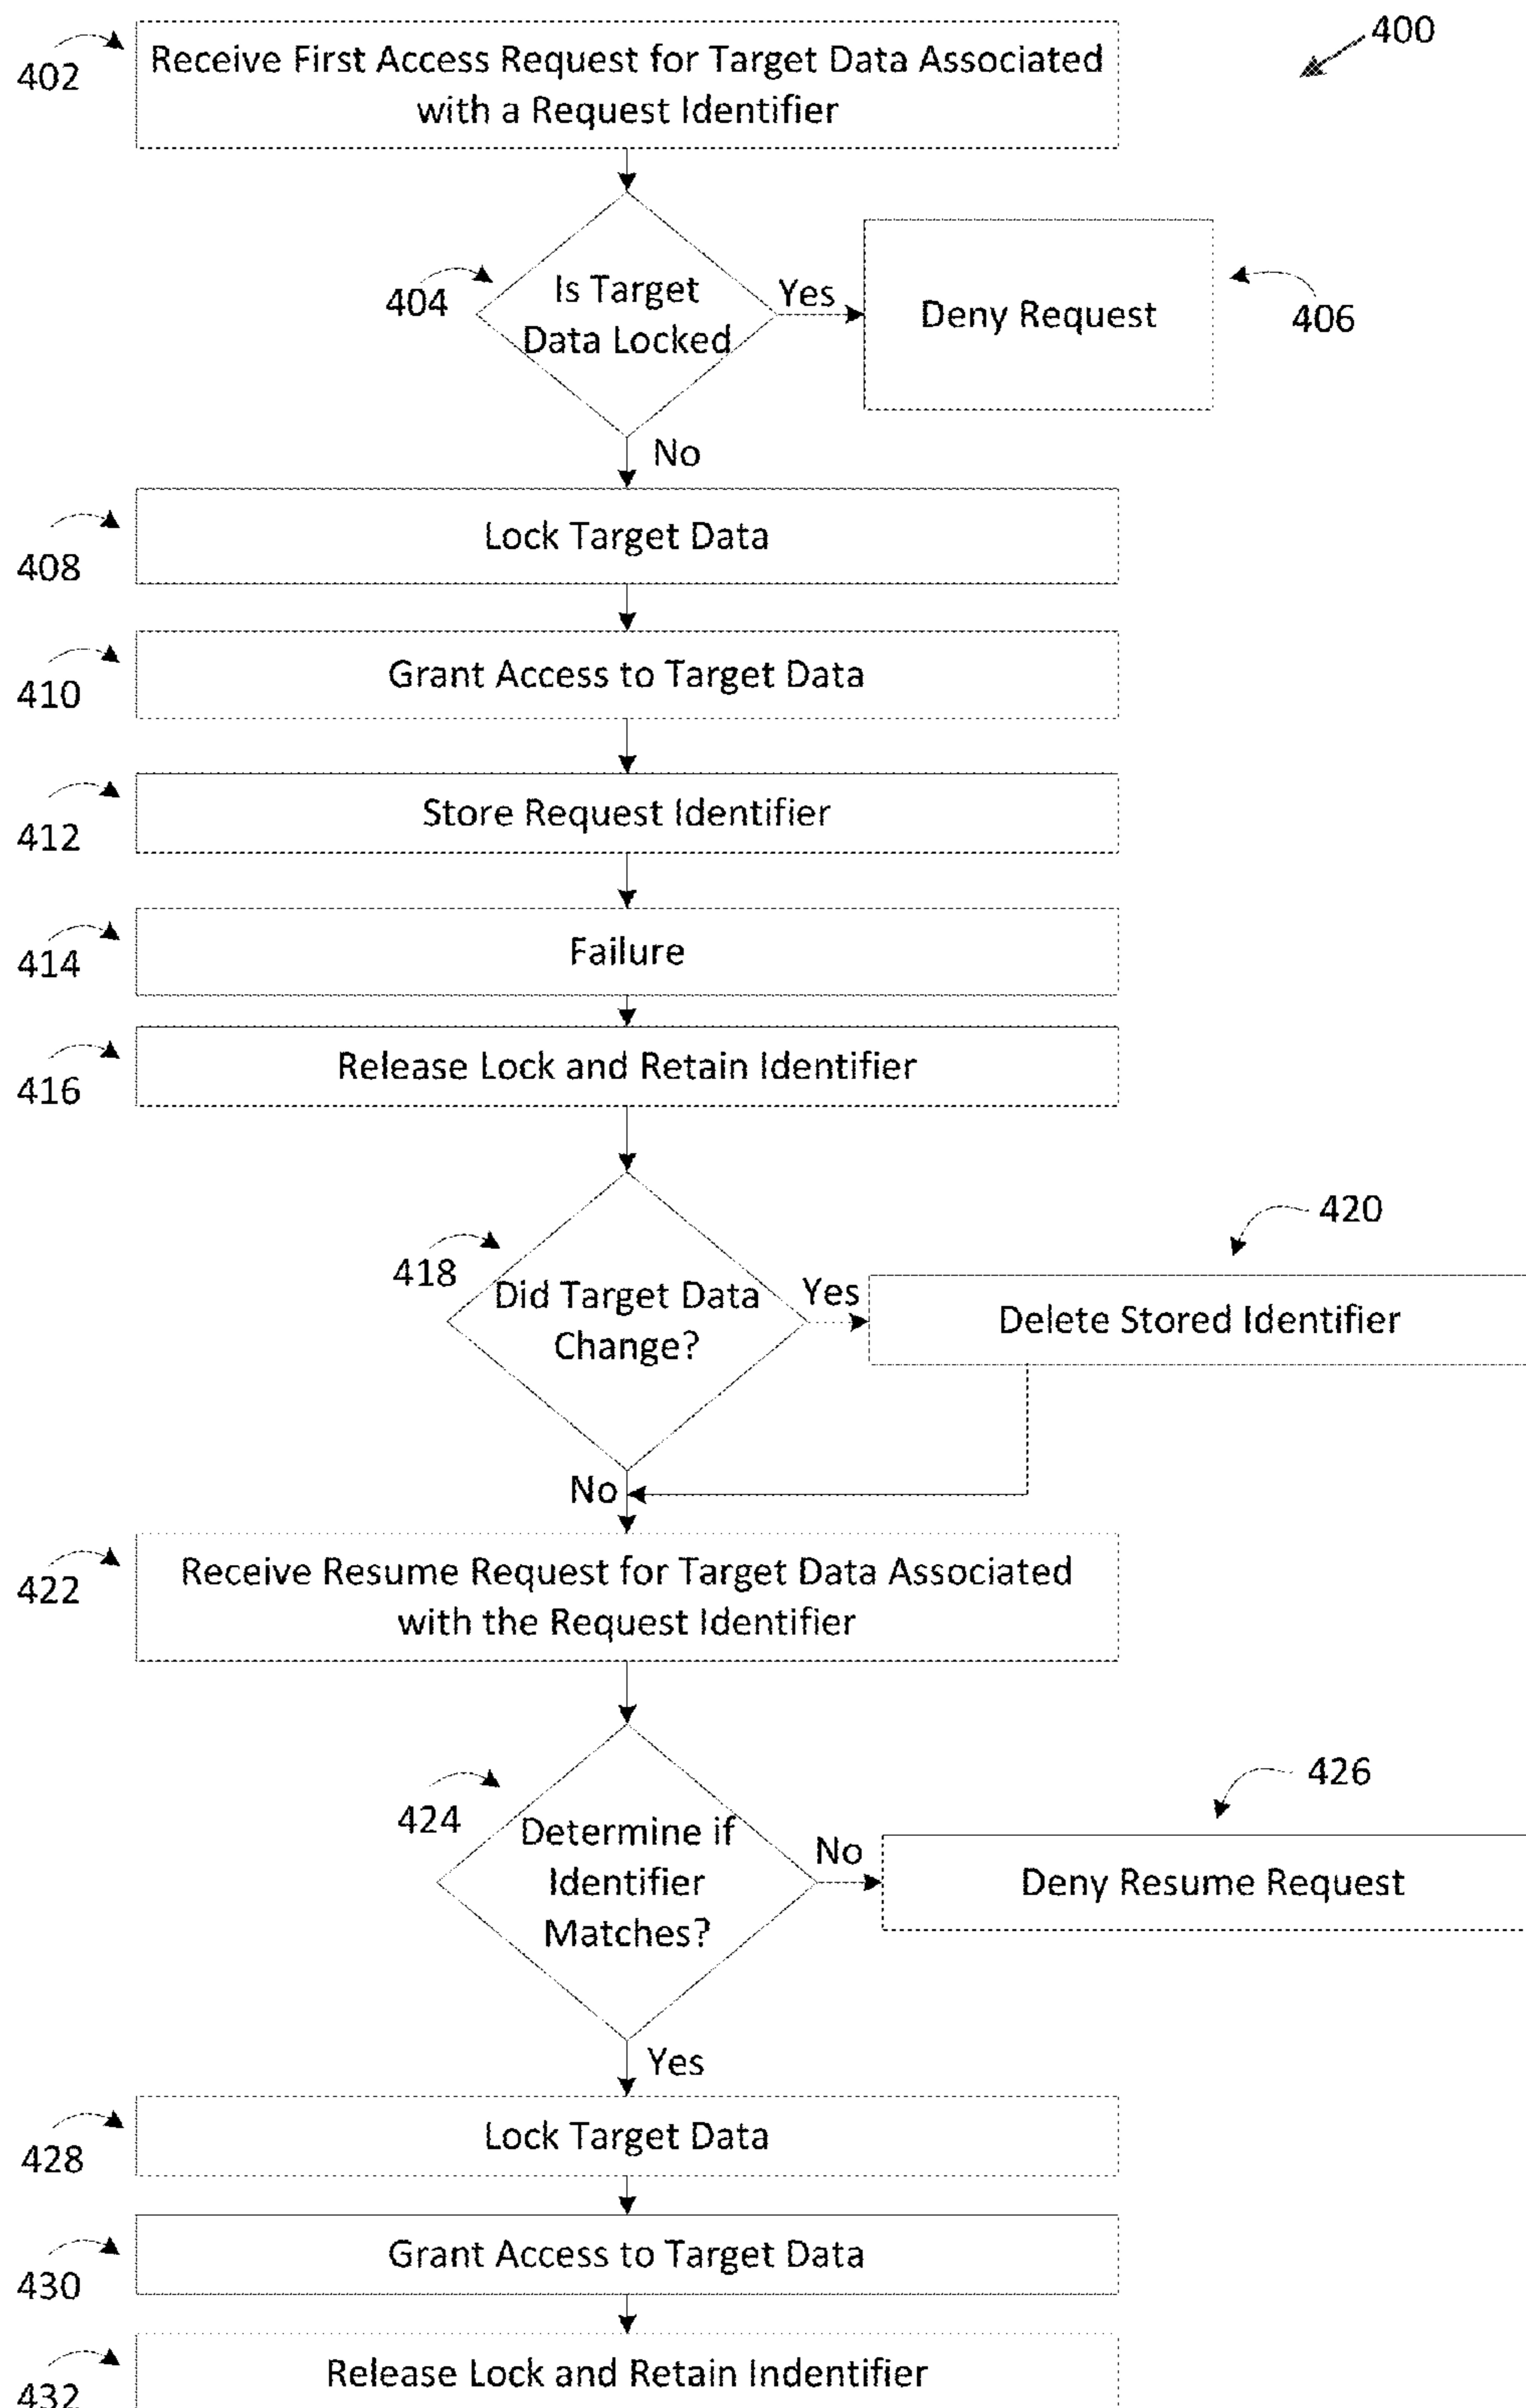 400
402
Receive First Access Request for Target Data Associated
with a Request Identifier
404
Is Target
Data Locked
Yes
Deny Request
406
No
408
Lock Target Data
410
Grant Access to Target Data
412
Store Request Identifier
414
Failure
416
Release Lock and Retain Identifier
418
Did Target Data
Change?
Yes
420
Delete Stored Identifier
No
422
Receive Resume Request for Target Data Associated
with the Request Identifier
424
Determine if
Identifier
Matches?
No
426
Deny Resume Request
Yes
428
Lock Target Data
430
Grant Access to Target Data
432
Release Lock and Retain Indentifier